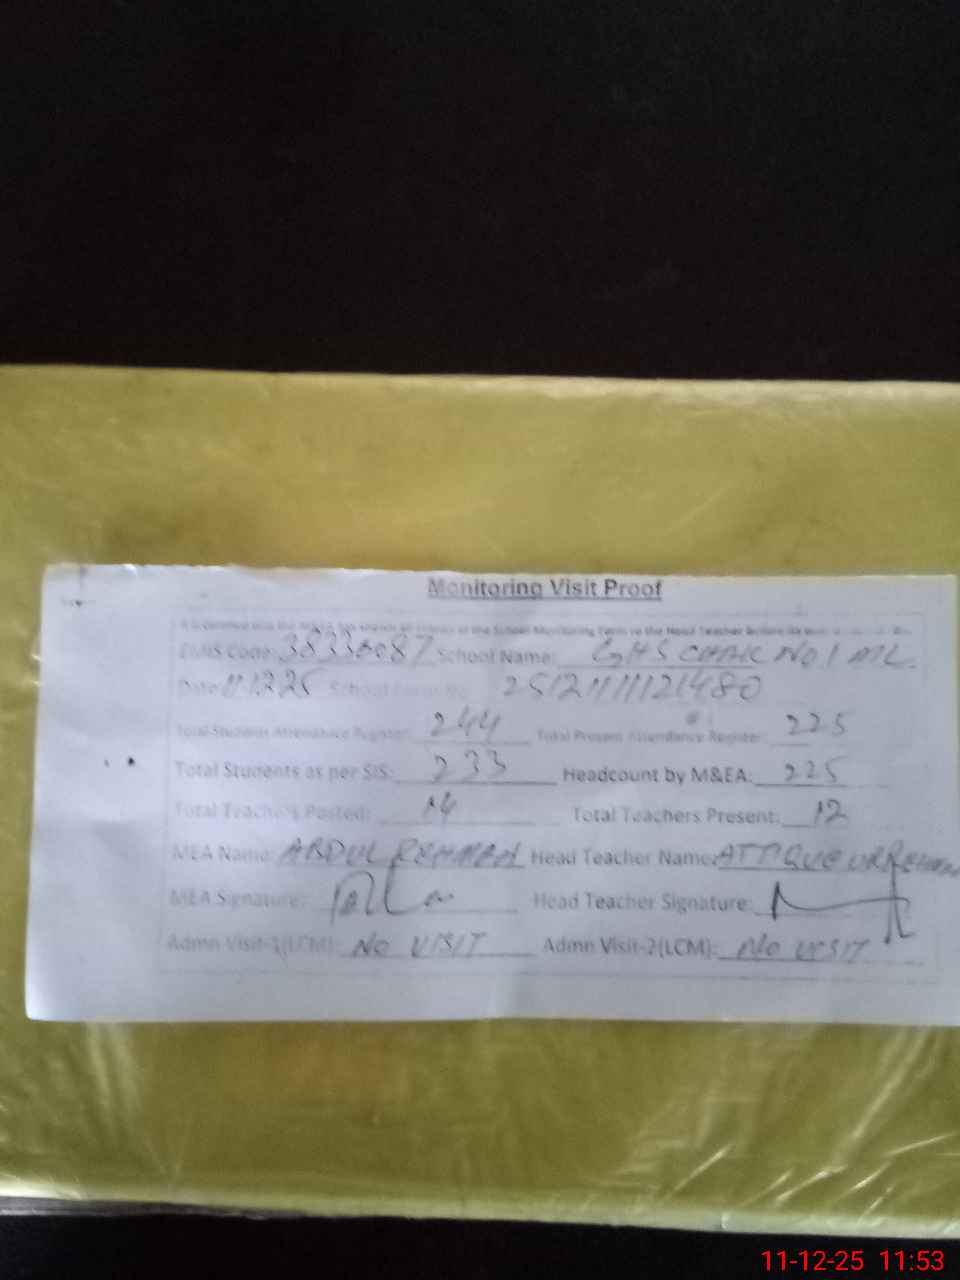 Monitoring Visit Proof
EMIS Code: 38330087 School Name: GHS CHAK NO 1 ML
Date: 11-12-25 School Form No 2512111121480
Total Students Attendance Register: 244 Total Present Attendance Register: 225
Total Students as per SIS: 233 Headcount by M&EA: 225
Total Teachers Posted: 14 Total Teachers Present: 12
MEA Name: ABDUL REHMAN Head Teacher Name: ATTIQUE UR REHMAN
MEA Signature: Head Teacher Signature:
Admn Visit-1(LCM): NO VISIT Admn Visit-2(LCM): NO VISIT
11-12-25 11:53